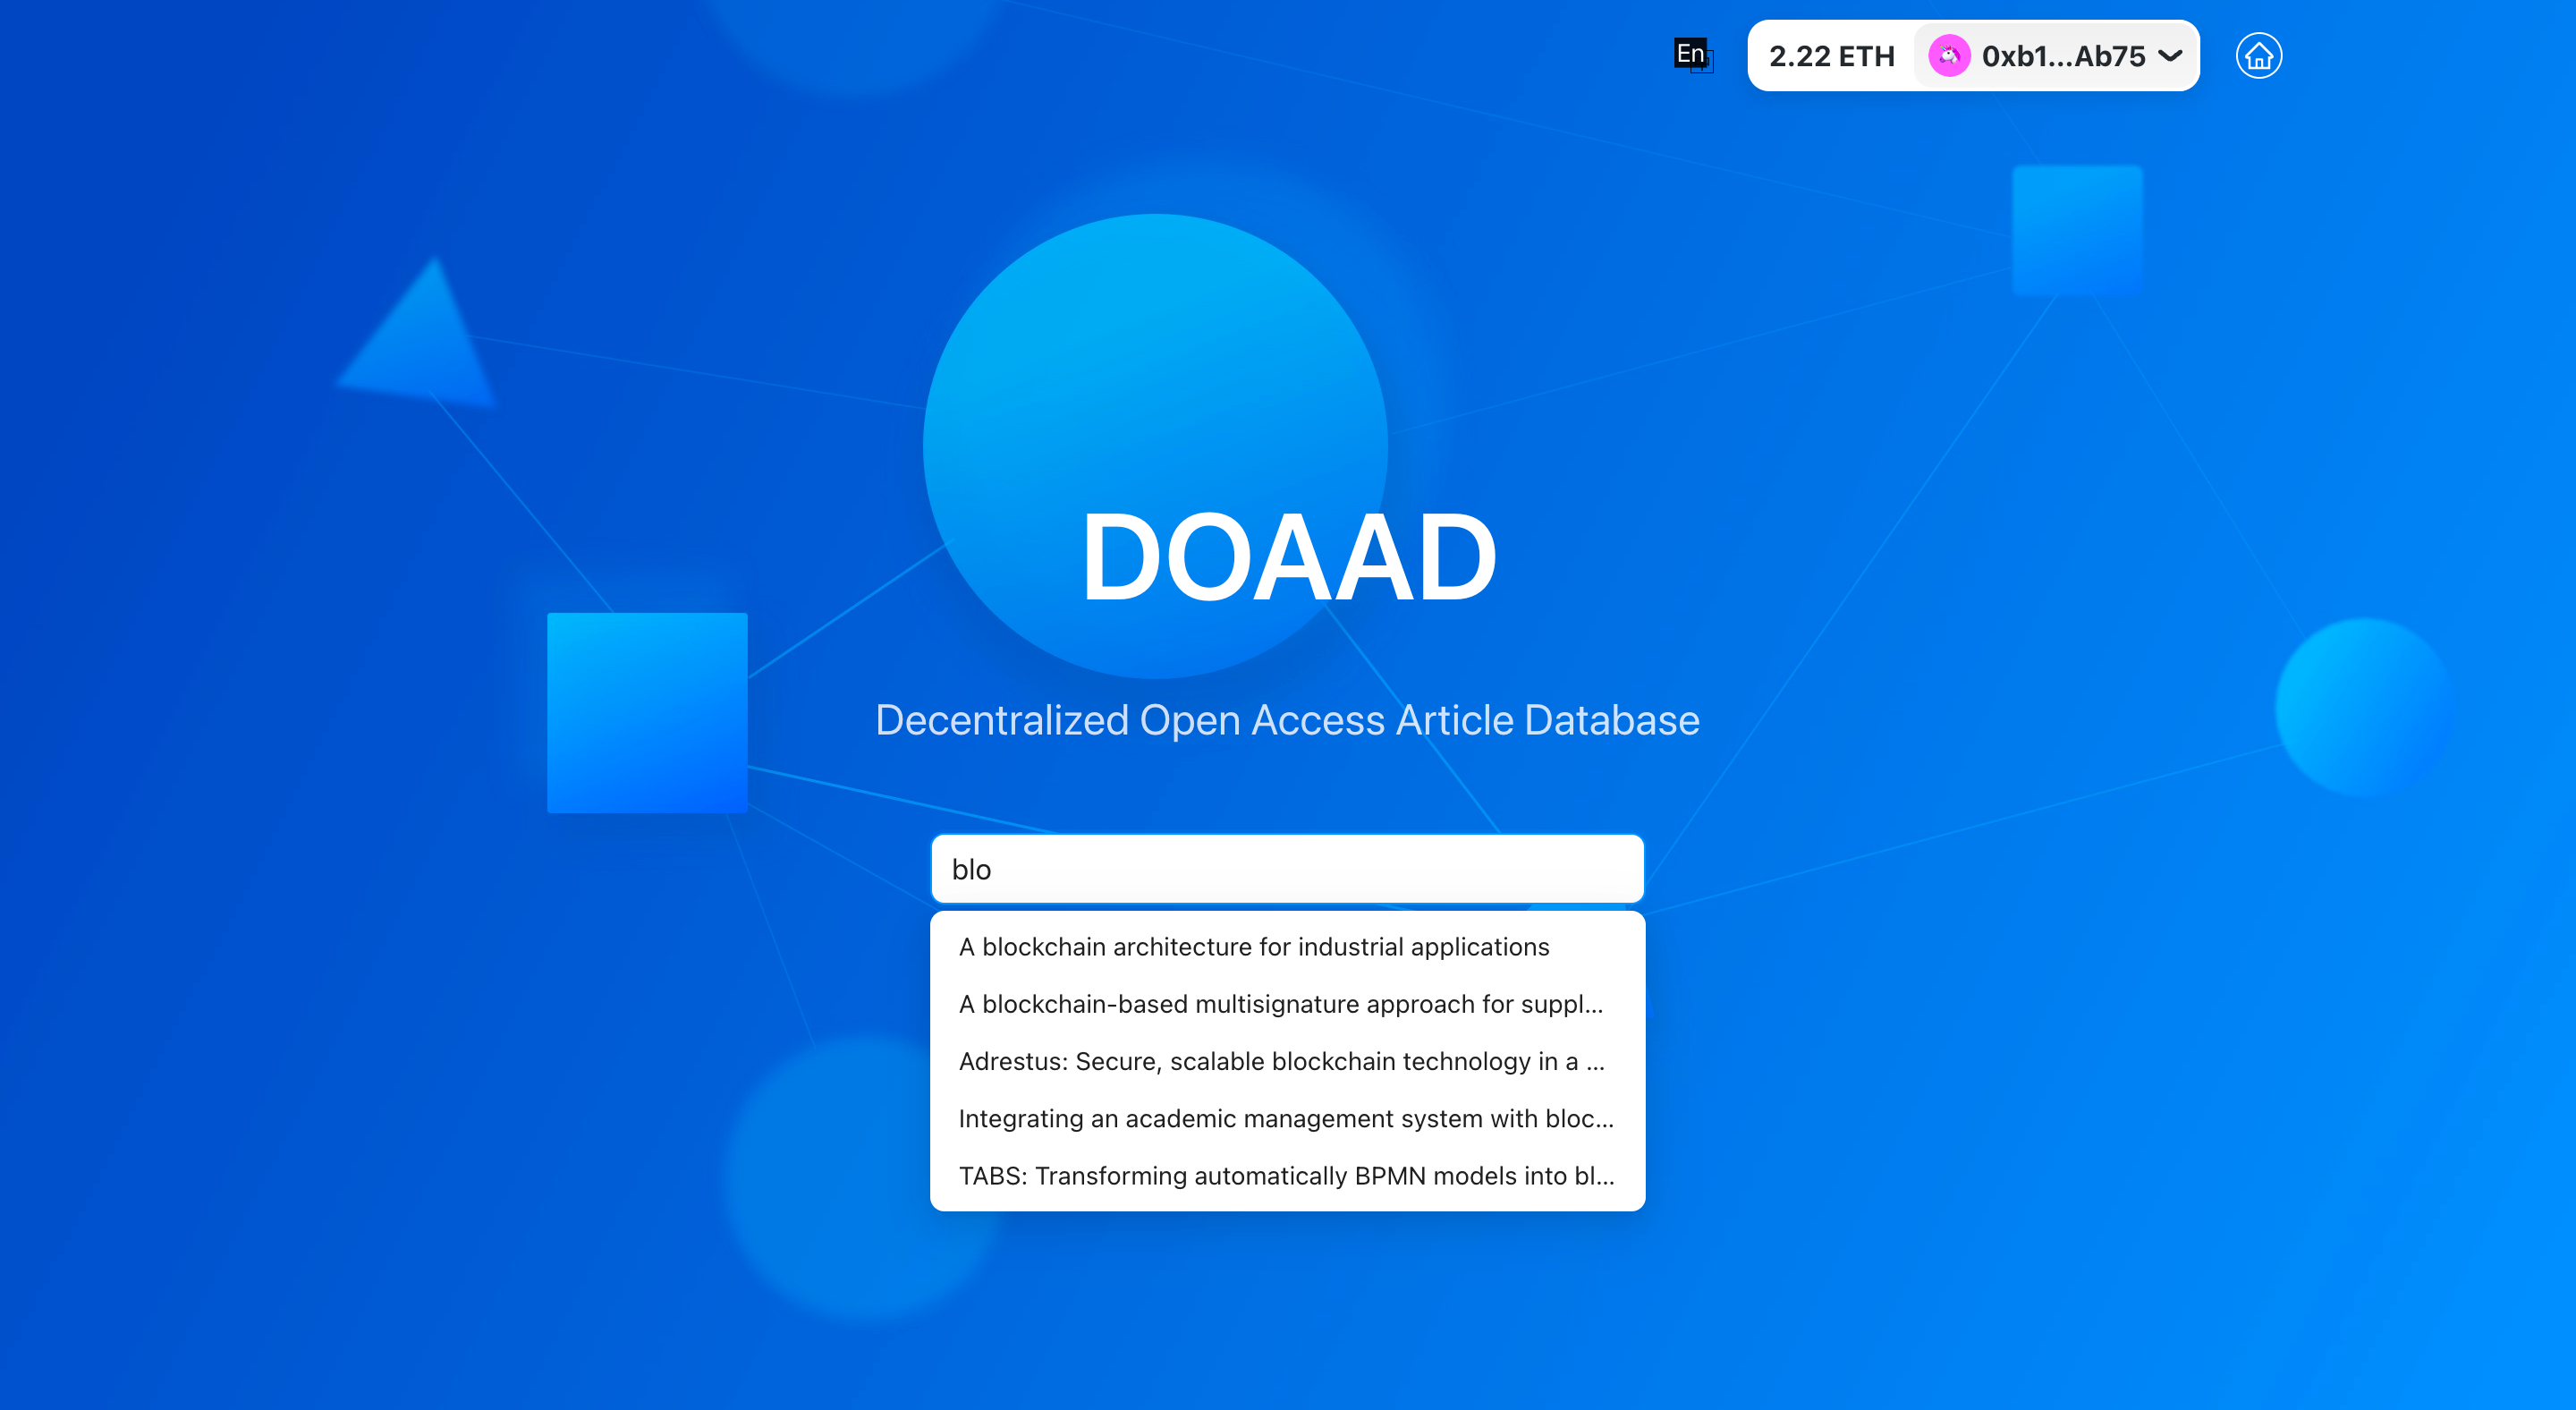 En
2.22 ETH
0xb1...Ab75
DOAAD
Decentralized Open Access Article Database
blo
A blockchain architecture for industrial applications
A blockchain-based multisignature approach for suppl...
Adrestus: Secure, scalable blockchain technology in a ...
Integrating an academic management system with bloc...
TABS: Transforming automatically BPMN models into bl...